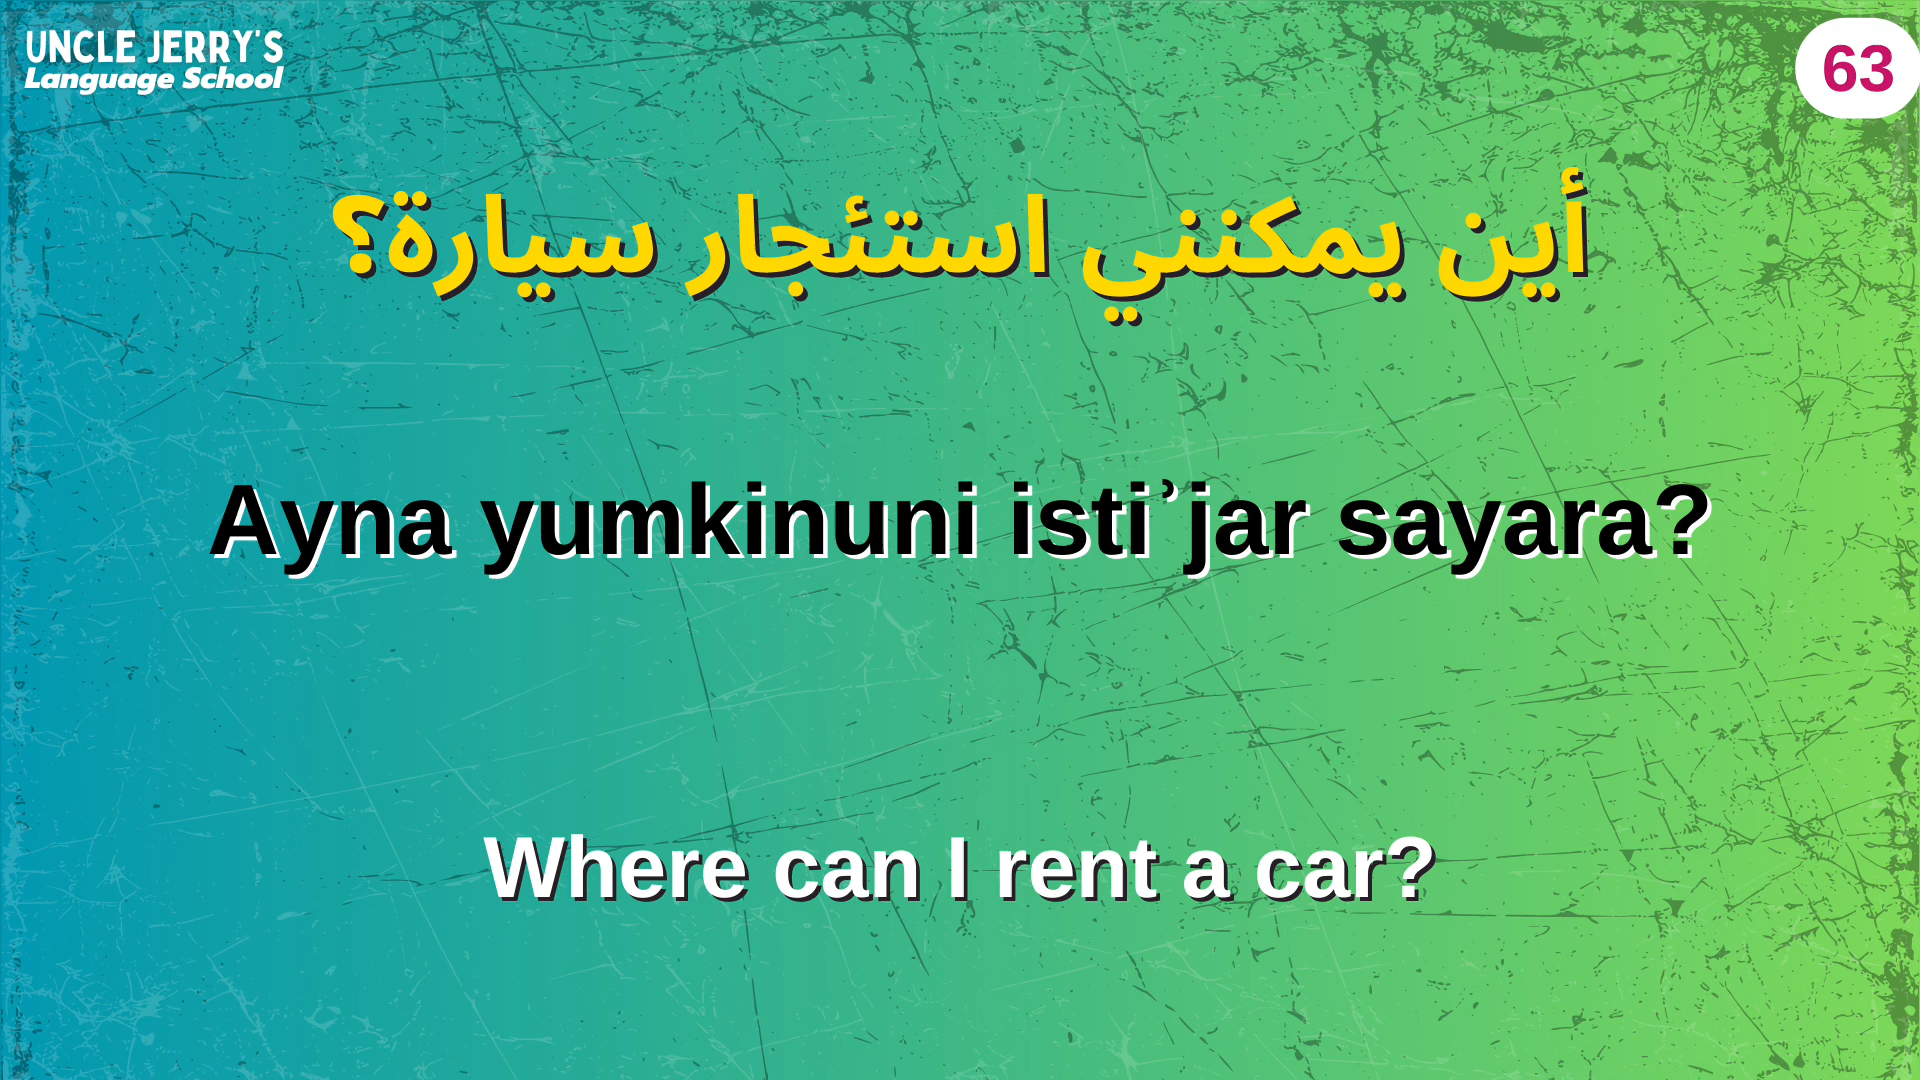 UNCLE JERRY'S
Language School
63
أين يمكنني استئجار سيارة؟
Ayna yumkinuni istiʾjar sayara?
Where can I rent a car?